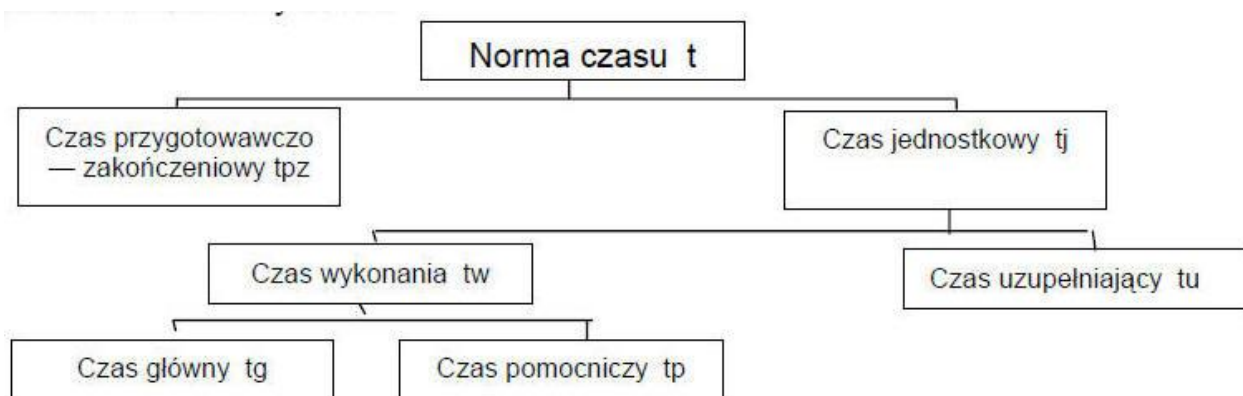 Norma czasu t
Czas przygotowawczo
— zakończeniowy tpz
Czas jednostkowy tj
Czas wykonania tw
Czas uzupełniający tu
Czas główny tg
Czas pomocniczy tp